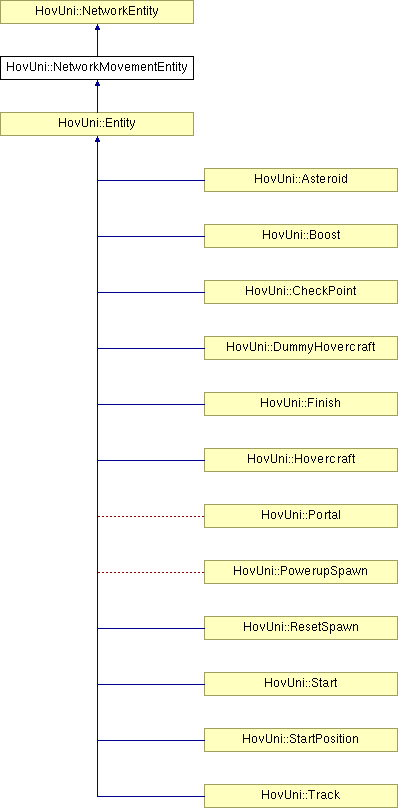 HovUni::NetworkEntity
HovUni::NetworkMovementEntity
HovUni::Entity
HovUni::Asteroid
HovUni::Boost
HovUni::CheckPoint
HovUni::DummyHovercraft
HovUni::Finish
HovUni::Hovercraft
HovUni::Portal
HovUni::PowerupSpawn
HovUni::ResetSpawn
HovUni::Start
HovUni::StartPosition
HovUni::Track